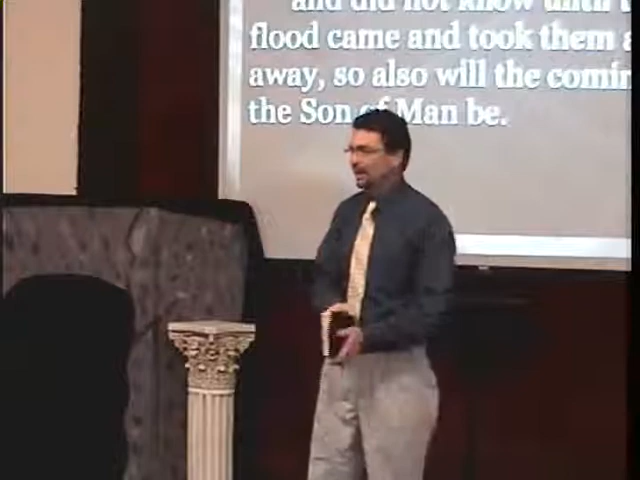 and did not know until
flood came and took them
away, so also will the
the Son of Man be.